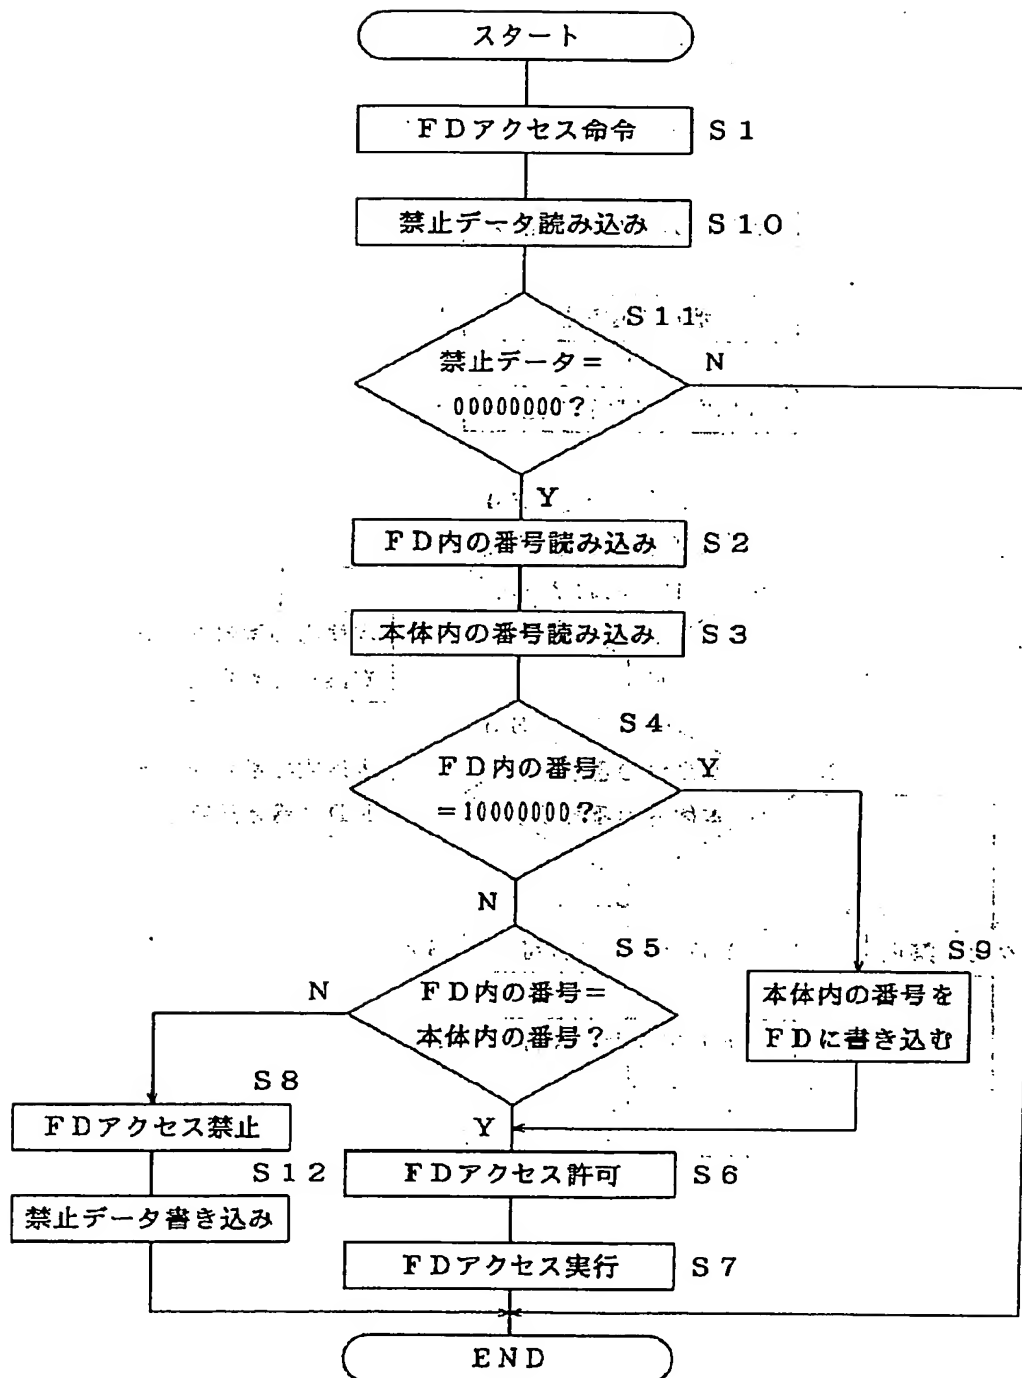 スタート
FDアクセス命令 S1
禁止データ読み込み S10
S11
禁止データ= N
00000000?
Y
FD内の番号読み込み S2
本体内の番号読み込み S3
S4
FD内の番号 Y
=10000000?
N
S5 S9
N FD内の番号= 本体内の番号を
本体内の番号? FDに書き込む
S8
FDアクセス禁止 Y
S12 FDアクセス許可 S6
禁止データ書き込み
FDアクセス実行 S7
END